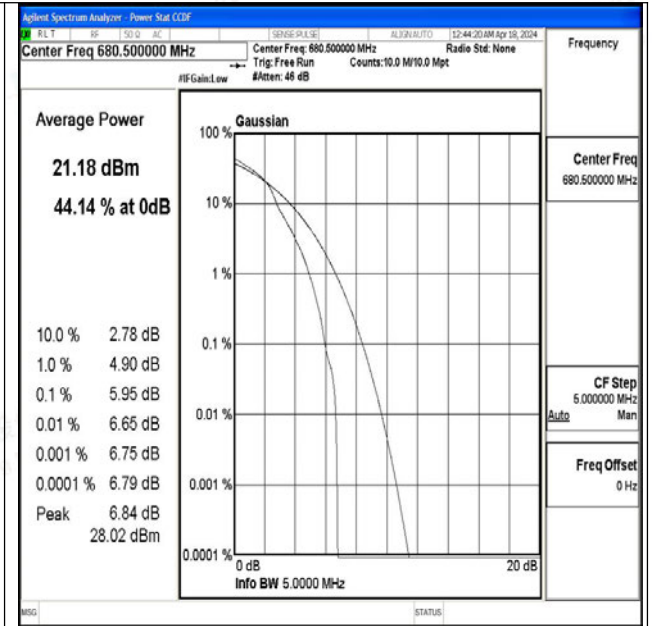 Agilent Spectrum Analyzer - Power Stat CCDF
RL T RF 50 Ω AC SENSE:PULSE ALIGN AUTO 12:44:20 AM Apr 18, 2024
Center Freq 680.500000 MHz
Center Freq: 680.500000 MHz Radio Std: None
Trig: Free Run Counts:10.0 M/10.0 Mpt
#IFGain:Low #Atten: 46 dB
Frequency
Average Power
21.18 dBm
44.14 % at 0dB
10.0 % 2.78 dB
1.0 % 4.90 dB
0.1 % 5.95 dB
0.01 % 6.65 dB
0.001 % 6.75 dB
0.0001 % 6.79 dB
Peak 6.84 dB
28.02 dBm
Gaussian
100 %
10 %
1 %
0.1 %
0.01 %
0.001 %
0.0001 %
0 dB 20 dB
Info BW 5.0000 MHz
Center Freq
680.500000 MHz
CF Step
5.000000 MHz
Auto Man
Freq Offset
0 Hz
MSG STATUS